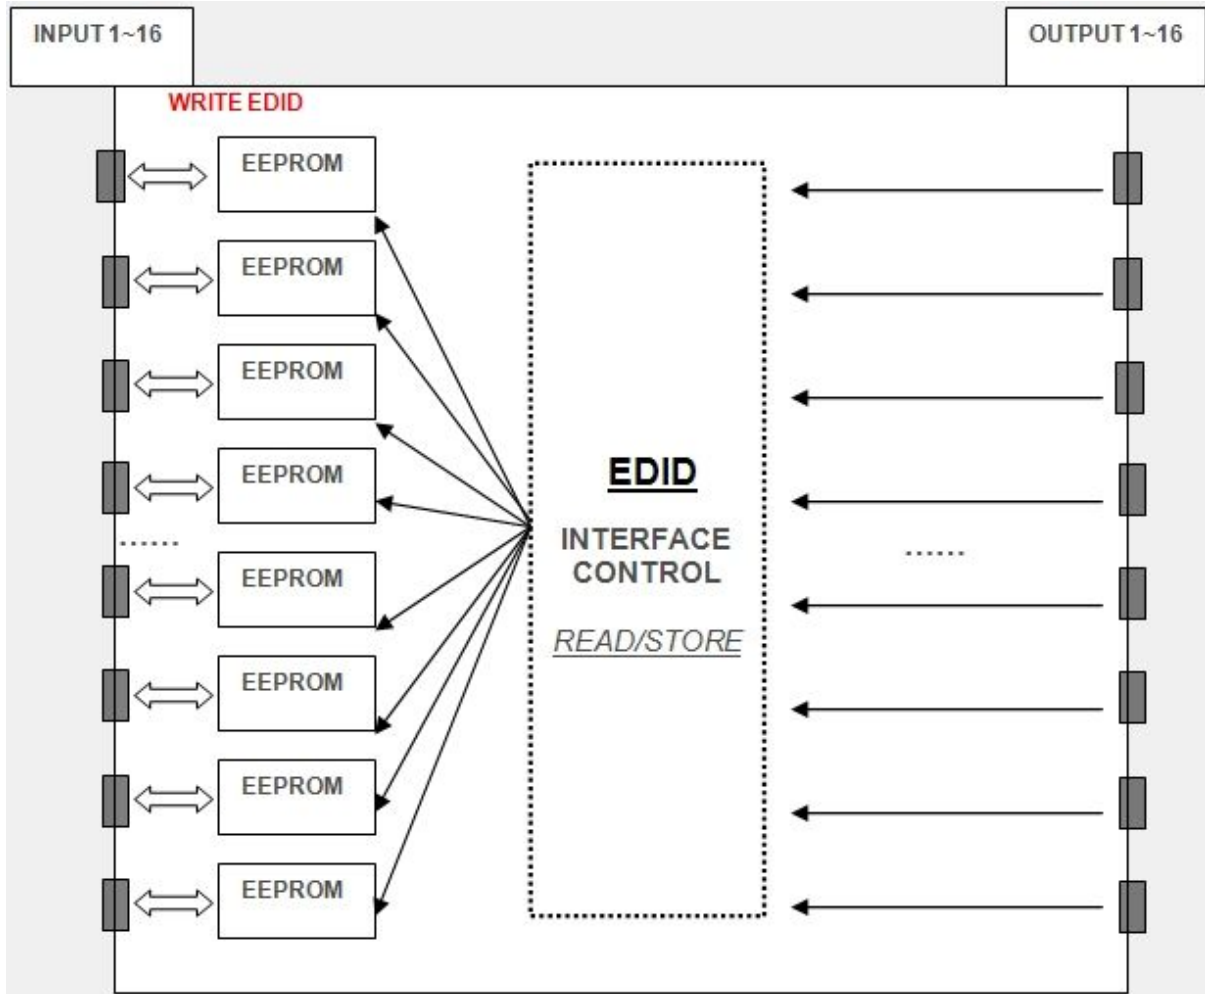 INPUT 1~16
OUTPUT 1~16
WRITE EDID
EEPROM
EEPROM
EEPROM
EEPROM
EEPROM
EEPROM
EEPROM
EEPROM
EDID
INTERFACE
CONTROL
READ/STORE
......
......